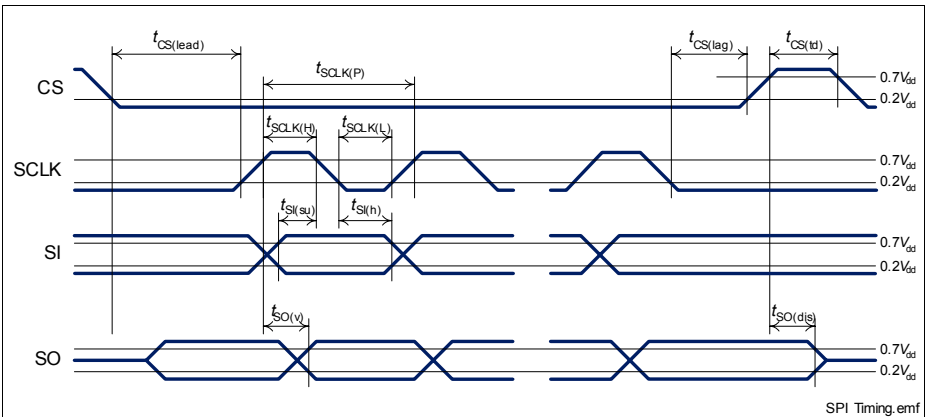 tCS(lead)
tCS(lag)
tCS(td)
tSCLK(P)
CS
0.7Vdd
0.2Vdd
tSCLK(H)
tSCLK(L)
SCLK
0.7Vdd
0.2Vdd
tSI(su)
tSI(h)
SI
0.7Vdd
0.2Vdd
tSO(v)
tSO(dis)
SO
0.7Vdd
0.2Vdd
SPI Timing.emf